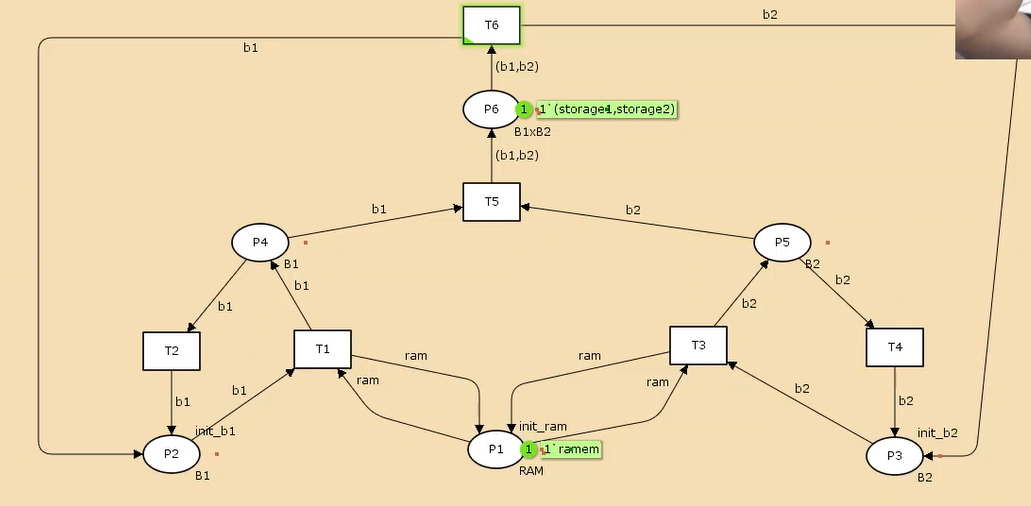 T6
b2
b1
(b1,b2)
P6
1
1`(storage1,storage2)
B1xB2
(b1,b2)
T5
b1
b2
P4
B1
P5
B2
b1
b1
b2
b2
T2
T1
T3
T4
ram
ram
ram
ram
b1
b1
b2
b2
init_b1
P2
B1
init_ram
P1
1
1`ramem
RAM
init_b2
P3
B2